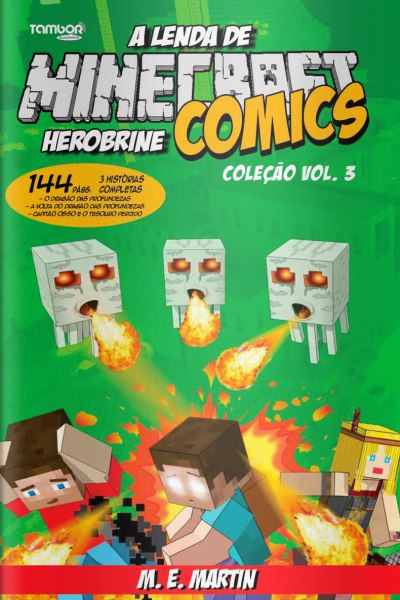 TAMBOR
A LENDA DE
MINECRAFT
HEROBRINE COMICS
COLEÇÃO VOL. 3
144 PÁGS. 3 HISTÓRIAS COMPLETAS
- O DRAGÃO DAS PROFUNDEZAS
- A VOLTA DO DRAGÃO DAS PROFUNDEZAS
- CAPITÃO OSSO E O TESOURO PERDIDO
M. E. MARTIN